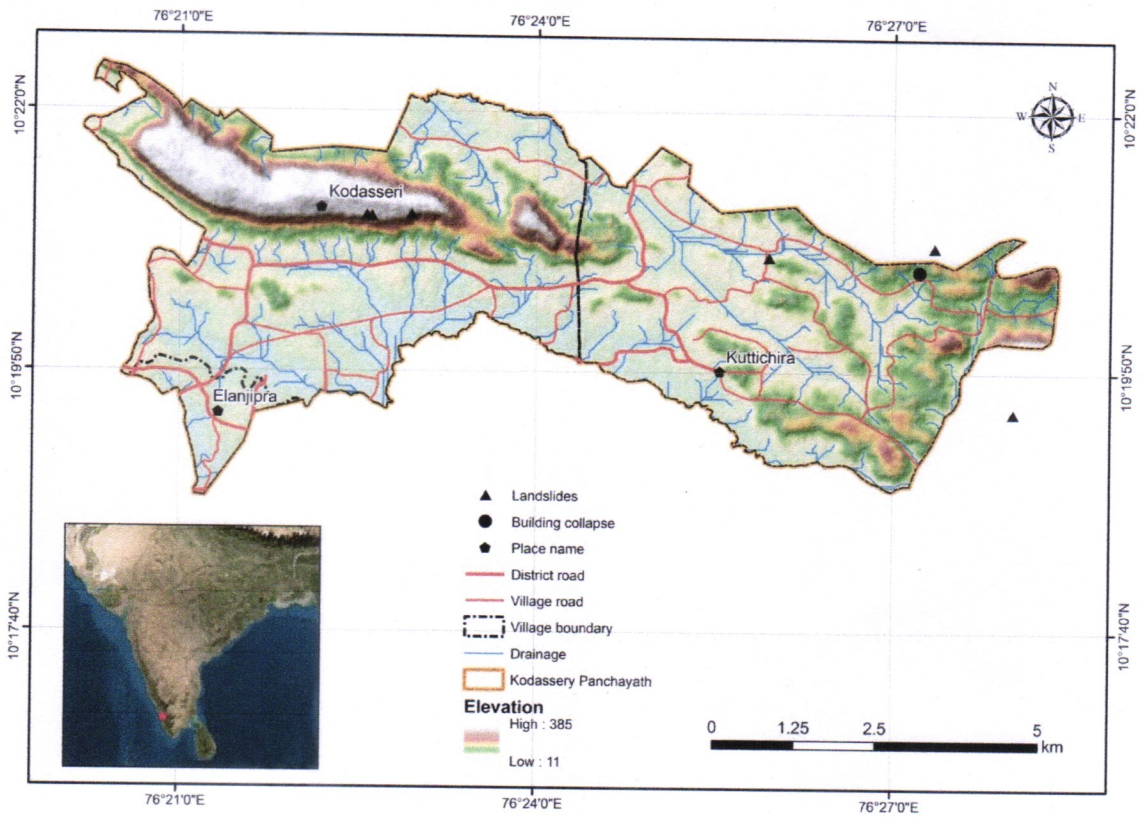 76°21'0"E
76°24'0"E
76°27'0"E
10°22'0"N
10°22'0"N
N
W
E
S
Kodasseri
10°19'50"N
10°19'50"N
Kuttichira
Elanjipra
Landslides
Building collapse
Place name
District road
Village road
Village boundary
Drainage
Kodassery Panchayath
10°17'40"N
10°17'40"N
Elevation
High : 385
Low : 11
0
1.25
2.5
5
km
76°21'0"E
76°24'0"E
76°27'0"E